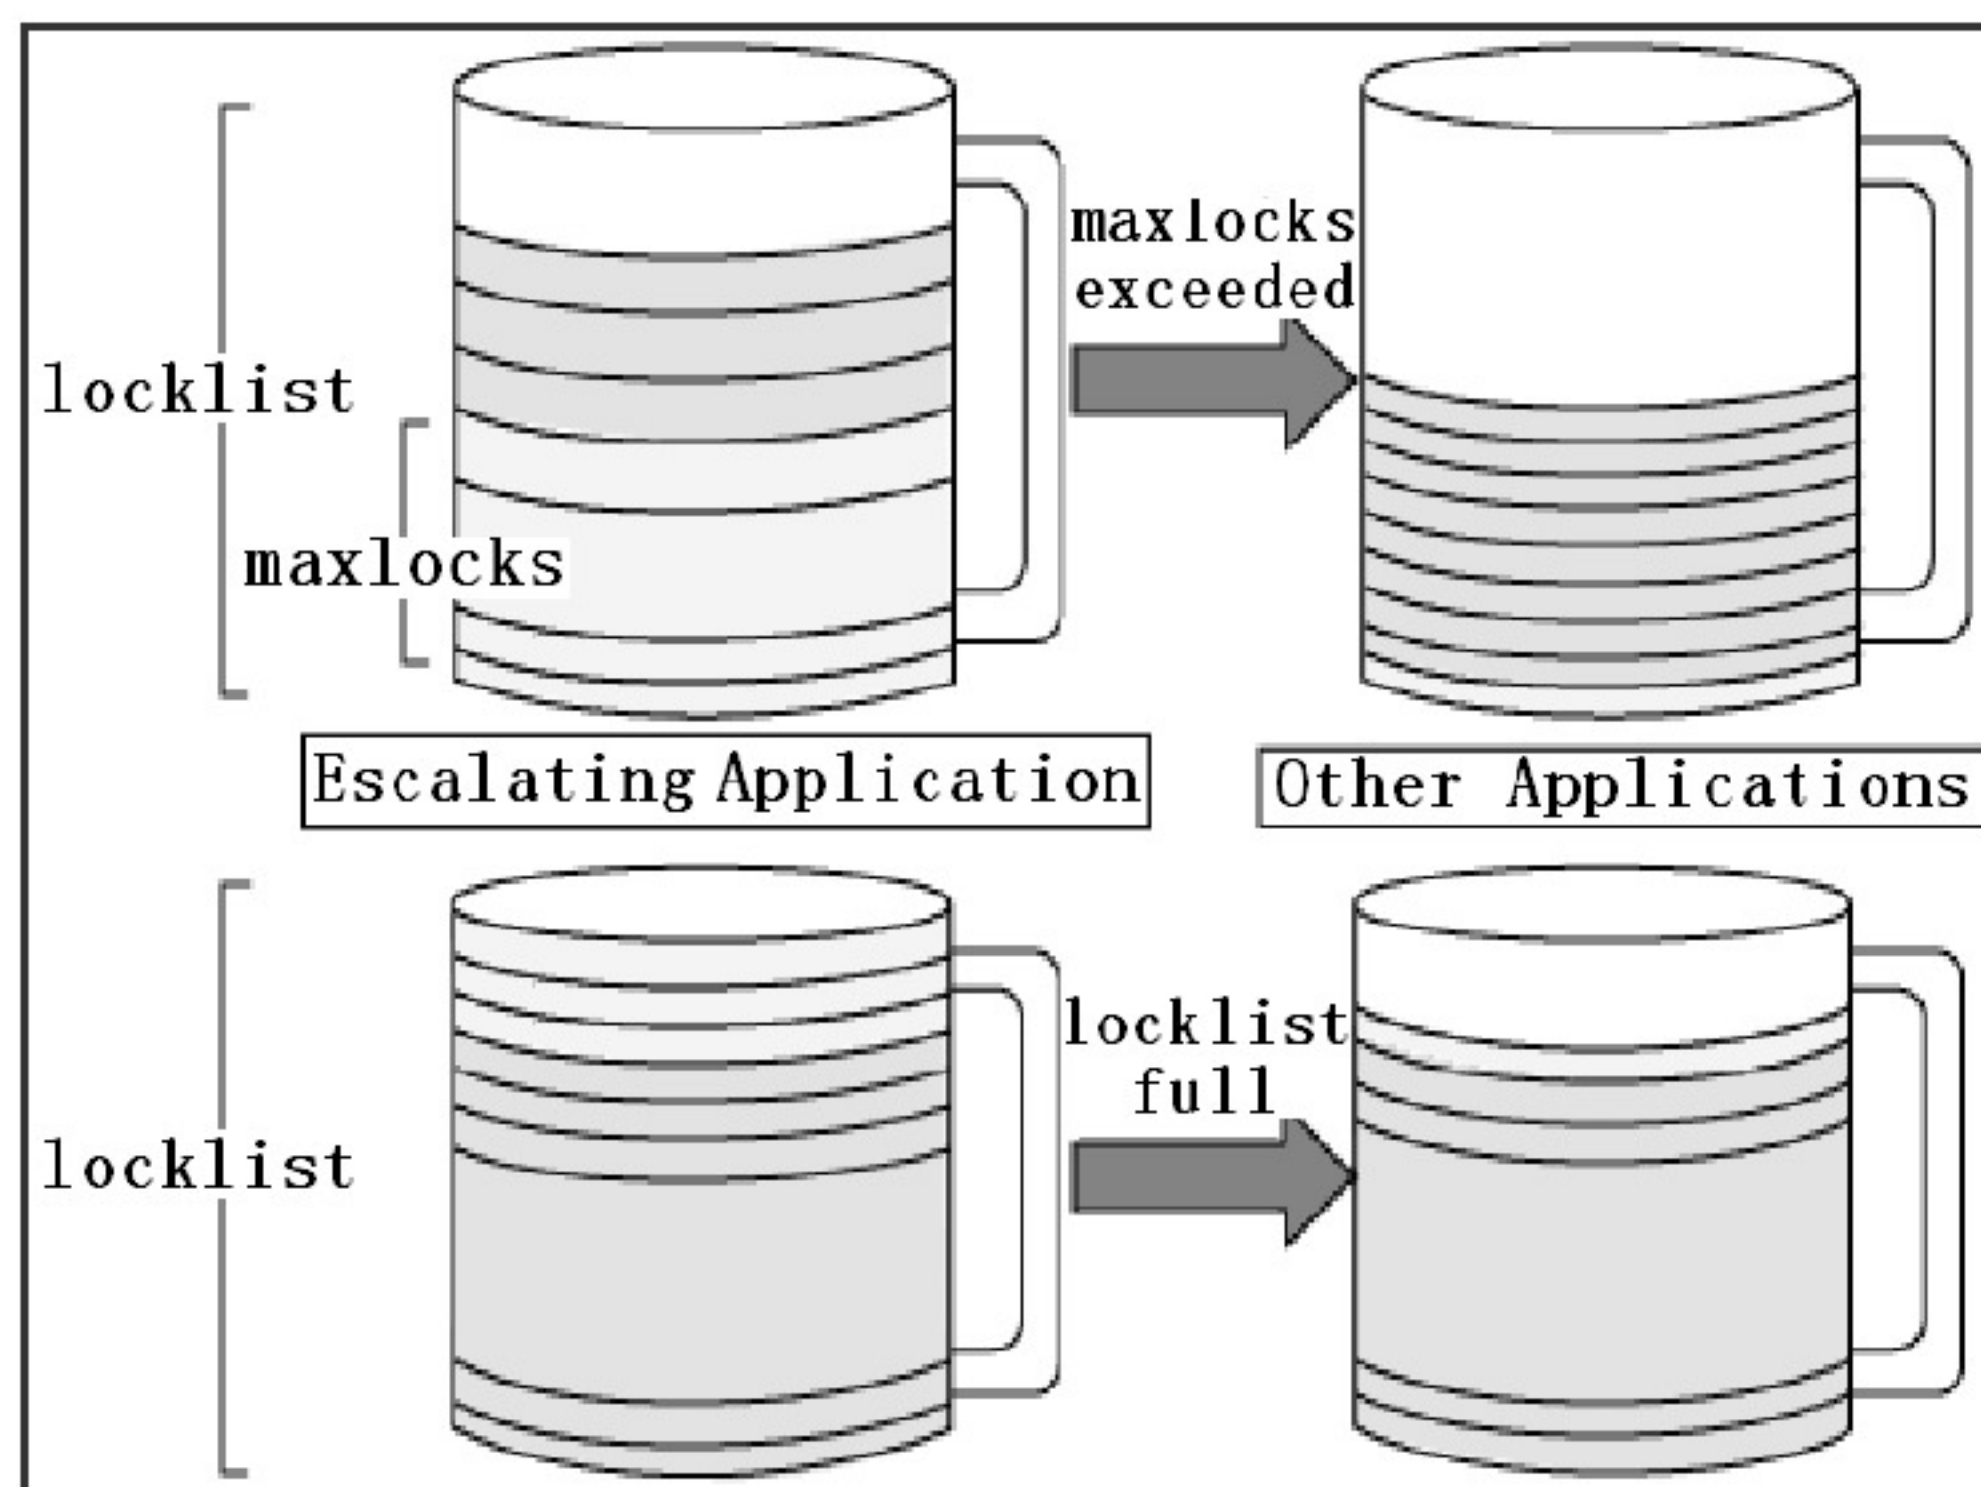 maxlocks
exceeded
locklist
maxlocks
Escalating Application
Other Applications
locklist
full
locklist